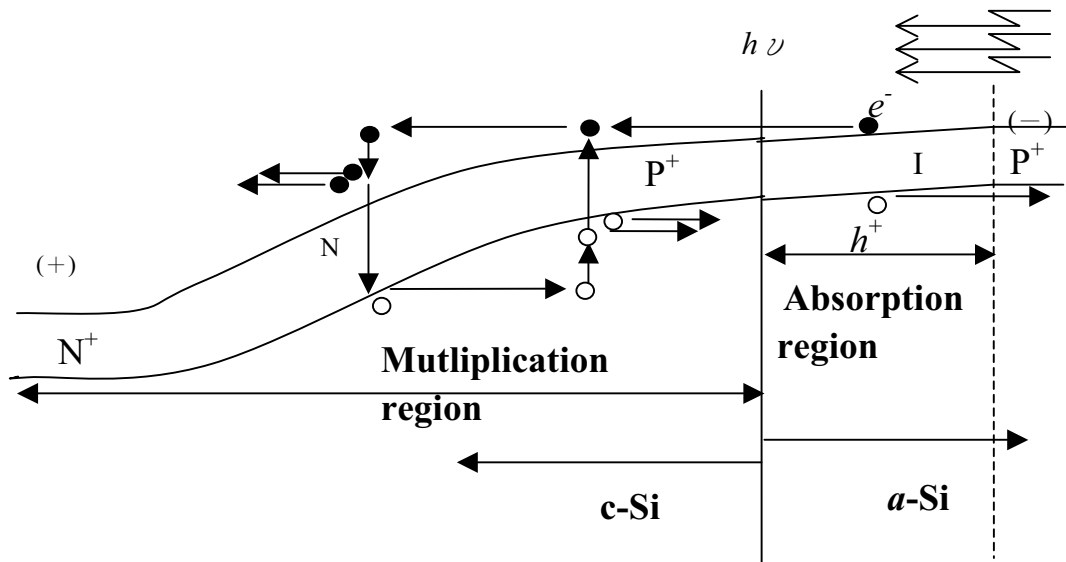 h υ
e-
(−)
P+
I
P+
N
h+
(+)
N+
Absorption
region
Mutliplication
region
c-Si
a-Si